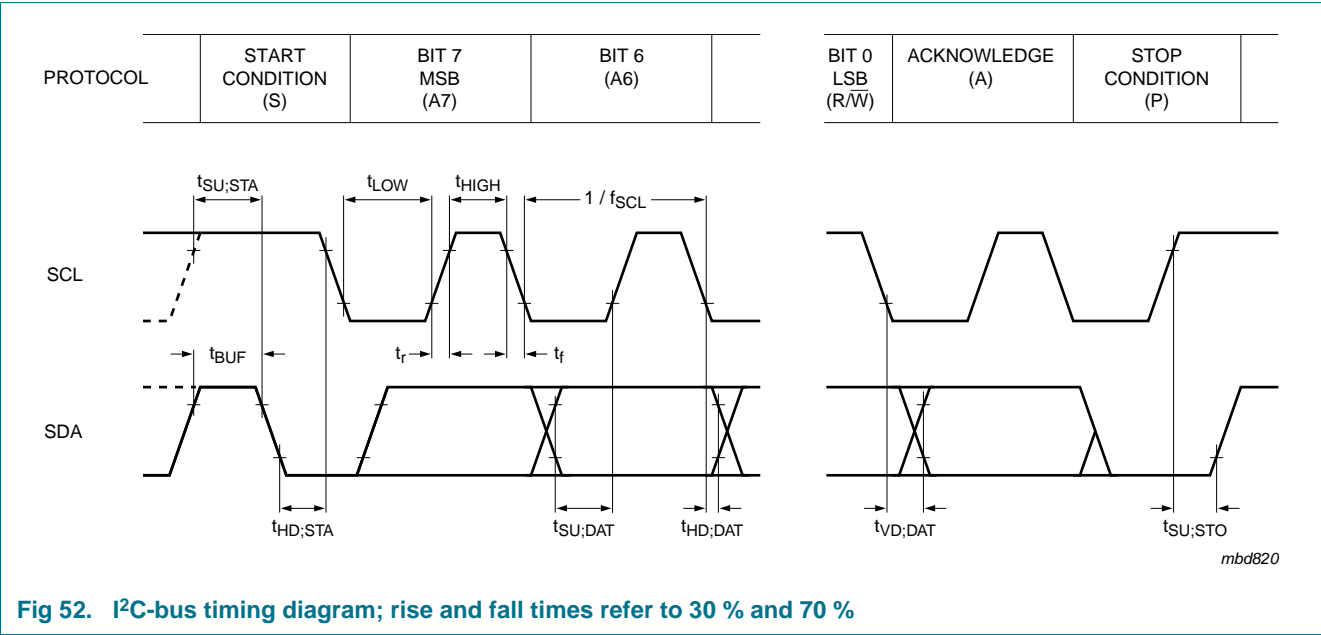 PROTOCOL
START
CONDITION
(S)
BIT 7
MSB
(A7)
BIT 6
(A6)
BIT 0
LSB
(R/W̅)
ACKNOWLEDGE
(A)
STOP
CONDITION
(P)
tSU;STA
tLOW
tHIGH
1 / fSCL
SCL
tBUF
tr
tf
SDA
tHD;STA
tSU;DAT
tHD;DAT
tVD;DAT
tSU;STO
mbd820
Fig 52. I²C-bus timing diagram; rise and fall times refer to 30 % and 70 %